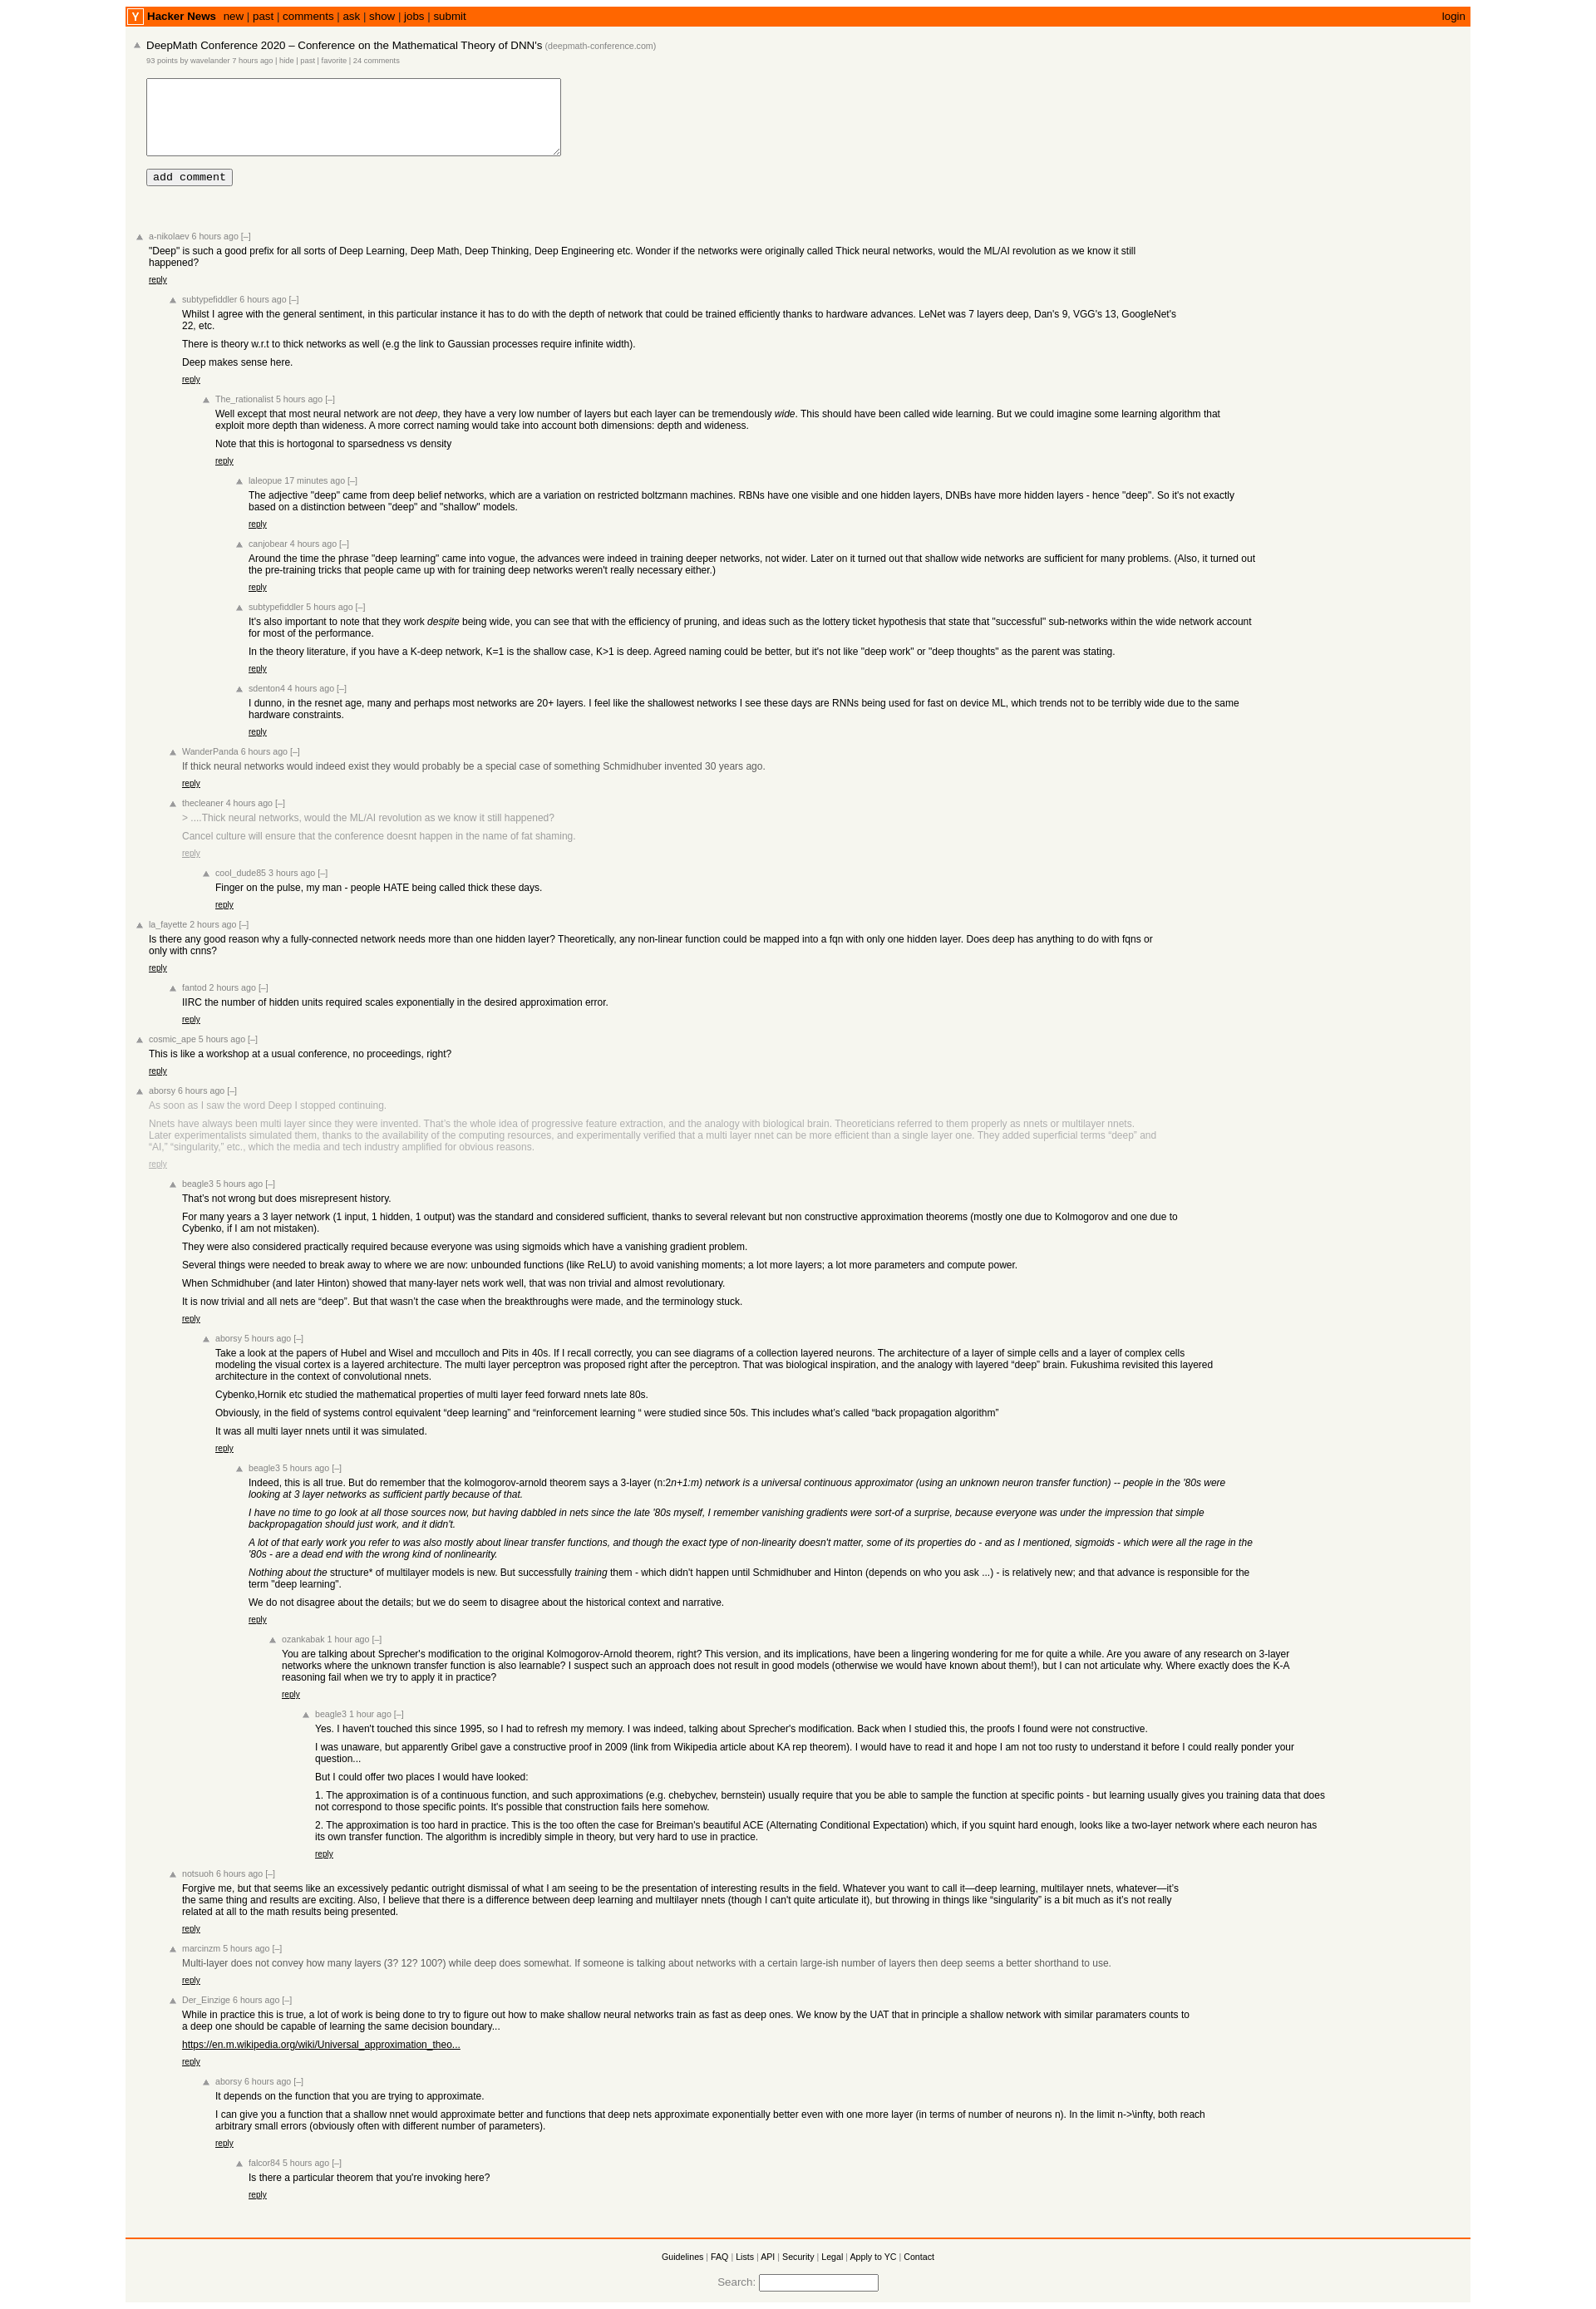 Y Hacker News new | past | comments | ask | show | jobs | submit login
DeepMath Conference 2020 – Conference on the Mathematical Theory of DNN's (deepmath-conference.com)
93 points by wavelander 7 hours ago | hide | past | favorite | 24 comments
add comment
a-nikolaev 6 hours ago [–]
"Deep" is such a good prefix for all sorts of Deep Learning, Deep Math, Deep Thinking, Deep Engineering etc. Wonder if the networks were originally called Thick neural networks, would the ML/AI revolution as we know it still
happened?
reply
subtypefiddler 6 hours ago [–]
Whilst I agree with the general sentiment, in this particular instance it has to do with the depth of network that could be trained efficiently thanks to hardware advances. LeNet was 7 layers deep, Dan's 9, VGG's 13, GoogleNet's
22, etc.
There is theory w.r.t to thick networks as well (e.g the link to Gaussian processes require infinite width).
Deep makes sense here.
reply
The_rationalist 5 hours ago [–]
Well except that most neural network are not deep, they have a very low number of layers but each layer can be tremendously wide. This should have been called wide learning. But we could imagine some learning algorithm that
exploit more depth than wideness. A more correct naming would take into account both dimensions: depth and wideness.
Note that this is hortogonal to sparsedness vs density
reply
laleopue 17 minutes ago [–]
The adjective "deep" came from deep belief networks, which are a variation on restricted boltzmann machines. RBNs have one visible and one hidden layers, DNBs have more hidden layers - hence "deep". So it's not exactly
based on a distinction between "deep" and "shallow" models.
reply
canjobear 4 hours ago [–]
Around the time the phrase "deep learning" came into vogue, the advances were indeed in training deeper networks, not wider. Later on it turned out that shallow wide networks are sufficient for many problems. (Also, it turned out
the pre-training tricks that people came up with for training deep networks weren't really necessary either.)
reply
subtypefiddler 5 hours ago [–]
It's also important to note that they work despite being wide, you can see that with the efficiency of pruning, and ideas such as the lottery ticket hypothesis that state that "successful" sub-networks within the wide network account
for most of the performance.
In the theory literature, if you have a K-deep network, K=1 is the shallow case, K>1 is deep. Agreed naming could be better, but it's not like "deep work" or "deep thoughts" as the parent was stating.
reply
sdenton4 4 hours ago [–]
I dunno, in the resnet age, many and perhaps most networks are 20+ layers. I feel like the shallowest networks I see these days are RNNs being used for fast on device ML, which trends not to be terribly wide due to the same
hardware constraints.
reply
WanderPanda 6 hours ago [–]
If thick neural networks would indeed exist they would probably be a special case of something Schmidhuber invented 30 years ago.
reply
thecleaner 4 hours ago [–]
> ....Thick neural networks, would the ML/AI revolution as we know it still happened?
Cancel culture will ensure that the conference doesnt happen in the name of fat shaming.
reply
cool_dude85 3 hours ago [–]
Finger on the pulse, my man - people HATE being called thick these days.
reply
la_fayette 2 hours ago [–]
Is there any good reason why a fully-connected network needs more than one hidden layer? Theoretically, any non-linear function could be mapped into a fqn with only one hidden layer. Does deep has anything to do with fqns or
only with cnns?
reply
fantod 2 hours ago [–]
IIRC the number of hidden units required scales exponentially in the desired approximation error.
reply
cosmic_ape 5 hours ago [–]
This is like a workshop at a usual conference, no proceedings, right?
reply
aborsy 6 hours ago [–]
As soon as I saw the word Deep I stopped continuing.
Nnets have always been multi layer since they were invented. That’s the whole idea of progressive feature extraction, and the analogy with biological brain. Theoreticians referred to them properly as nnets or multilayer nnets.
Later experimentalists simulated them, thanks to the availability of the computing resources, and experimentally verified that a multi layer nnet can be more efficient than a single layer one. They added superficial terms “deep” and
“AI,” “singularity,” etc., which the media and tech industry amplified for obvious reasons.
reply
beagle3 5 hours ago [–]
That’s not wrong but does misrepresent history.
For many years a 3 layer network (1 input, 1 hidden, 1 output) was the standard and considered sufficient, thanks to several relevant but non constructive approximation theorems (mostly one due to Kolmogorov and one due to
Cybenko, if I am not mistaken).
They were also considered practically required because everyone was using sigmoids which have a vanishing gradient problem.
Several things were needed to break away to where we are now: unbounded functions (like ReLU) to avoid vanishing moments; a lot more layers; a lot more parameters and compute power.
When Schmidhuber (and later Hinton) showed that many-layer nets work well, that was non trivial and almost revolutionary.
It is now trivial and all nets are “deep”. But that wasn’t the case when the breakthroughs were made, and the terminology stuck.
reply
aborsy 5 hours ago [–]
Take a look at the papers of Hubel and Wisel and mcculloch and Pits in 40s. If I recall correctly, you can see diagrams of a collection layered neurons. The architecture of a layer of simple cells and a layer of complex cells
modeling the visual cortex is a layered architecture. The multi layer perceptron was proposed right after the perceptron. That was biological inspiration, and the analogy with layered “deep” brain. Fukushima revisited this layered
architecture in the context of convolutional nnets.
Cybenko,Hornik etc studied the mathematical properties of multi layer feed forward nnets late 80s.
Obviously, in the field of systems control equivalent “deep learning” and “reinforcement learning “ were studied since 50s. This includes what’s called “back propagation algorithm”
It was all multi layer nnets until it was simulated.
reply
beagle3 5 hours ago [–]
Indeed, this is all true. But do remember that the kolmogorov-arnold theorem says a 3-layer (n:2n+1:m) network is a universal continuous approximator (using an unknown neuron transfer function) -- people in the '80s were
looking at 3 layer networks as sufficient partly because of that.
I have no time to go look at all those sources now, but having dabbled in nets since the late '80s myself, I remember vanishing gradients were sort-of a surprise, because everyone was under the impression that simple
backpropagation should just work, and it didn't.
A lot of that early work you refer to was also mostly about linear transfer functions, and though the exact type of non-linearity doesn't matter, some of its properties do - and as I mentioned, sigmoids - which were all the rage in the
'80s - are a dead end with the wrong kind of nonlinearity.
Nothing about the structure* of multilayer models is new. But successfully training them - which didn't happen until Schmidhuber and Hinton (depends on who you ask ...) - is relatively new; and that advance is responsible for the
term "deep learning".
We do not disagree about the details; but we do seem to disagree about the historical context and narrative.
reply
ozankabak 1 hour ago [–]
You are talking about Sprecher's modification to the original Kolmogorov-Arnold theorem, right? This version, and its implications, have been a lingering wondering for me for quite a while. Are you aware of any research on 3-layer
networks where the unknown transfer function is also learnable? I suspect such an approach does not result in good models (otherwise we would have known about them!), but I can not articulate why. Where exactly does the K-A
reasoning fail when we try to apply it in practice?
reply
beagle3 1 hour ago [–]
Yes. I haven't touched this since 1995, so I had to refresh my memory. I was indeed, talking about Sprecher's modification. Back when I studied this, the proofs I found were not constructive.
I was unaware, but apparently Gribel gave a constructive proof in 2009 (link from Wikipedia article about KA rep theorem). I would have to read it and hope I am not too rusty to understand it before I could really ponder your
question...
But I could offer two places I would have looked:
1. The approximation is of a continuous function, and such approximations (e.g. chebychev, bernstein) usually require that you be able to sample the function at specific points - but learning usually gives you training data that does
not correspond to those specific points. It's possible that construction fails here somehow.
2. The approximation is too hard in practice. This is the too often the case for Breiman's beautiful ACE (Alternating Conditional Expectation) which, if you squint hard enough, looks like a two-layer network where each neuron has
its own transfer function. The algorithm is incredibly simple in theory, but very hard to use in practice.
reply
notsuoh 6 hours ago [–]
Forgive me, but that seems like an excessively pedantic outright dismissal of what I am seeing to be the presentation of interesting results in the field. Whatever you want to call it—deep learning, multilayer nnets, whatever—it’s
the same thing and results are exciting. Also, I believe that there is a difference between deep learning and multilayer nnets (though I can't quite articulate it), but throwing in things like “singularity” is a bit much as it’s not really
related at all to the math results being presented.
reply
marcinzm 5 hours ago [–]
Multi-layer does not convey how many layers (3? 12? 100?) while deep does somewhat. If someone is talking about networks with a certain large-ish number of layers then deep seems a better shorthand to use.
reply
Der_Einzige 6 hours ago [–]
While in practice this is true, a lot of work is being done to try to figure out how to make shallow neural networks train as fast as deep ones. We know by the UAT that in principle a shallow network with similar paramaters counts to
a deep one should be capable of learning the same decision boundary...
https://en.m.wikipedia.org/wiki/Universal_approximation_theo...
reply
aborsy 6 hours ago [–]
It depends on the function that you are trying to approximate.
I can give you a function that a shallow nnet would approximate better and functions that deep nets approximate exponentially better even with one more layer (in terms of number of neurons n). In the limit n->\infty, both reach
arbitrary small errors (obviously often with different number of parameters).
reply
falcor84 5 hours ago [–]
Is there a particular theorem that you're invoking here?
reply
Guidelines | FAQ | Lists | API | Security | Legal | Apply to YC | Contact
Search: